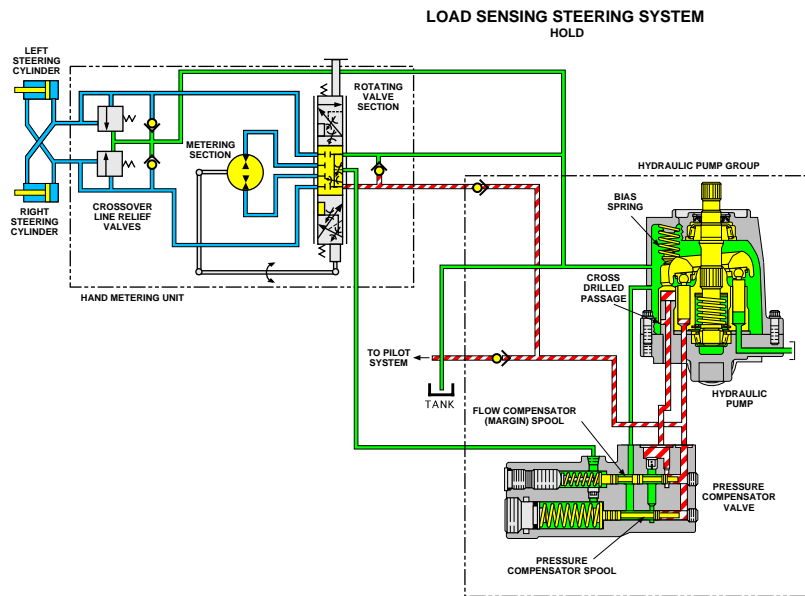 LOAD SENSING STEERING SYSTEM
HOLD
LEFT
STEERING
CYLINDER
ROTATING
VALVE
SECTION
METERING
SECTION
HYDRAULIC PUMP GROUP
BIAS
SPRING
RIGHT
STEERING
CYLINDER
CROSSOVER
LINE RELIEF
VALVES
CROSS
DRILLED
PASSAGE
HAND METERING UNIT
TO PILOT
SYSTEM
TANK
HYDRAULIC
PUMP
FLOW COMPENSATOR
(MARGIN) SPOOL
PRESSURE
COMPENSATOR
VALVE
PRESSURE
COMPENSATOR SPOOL